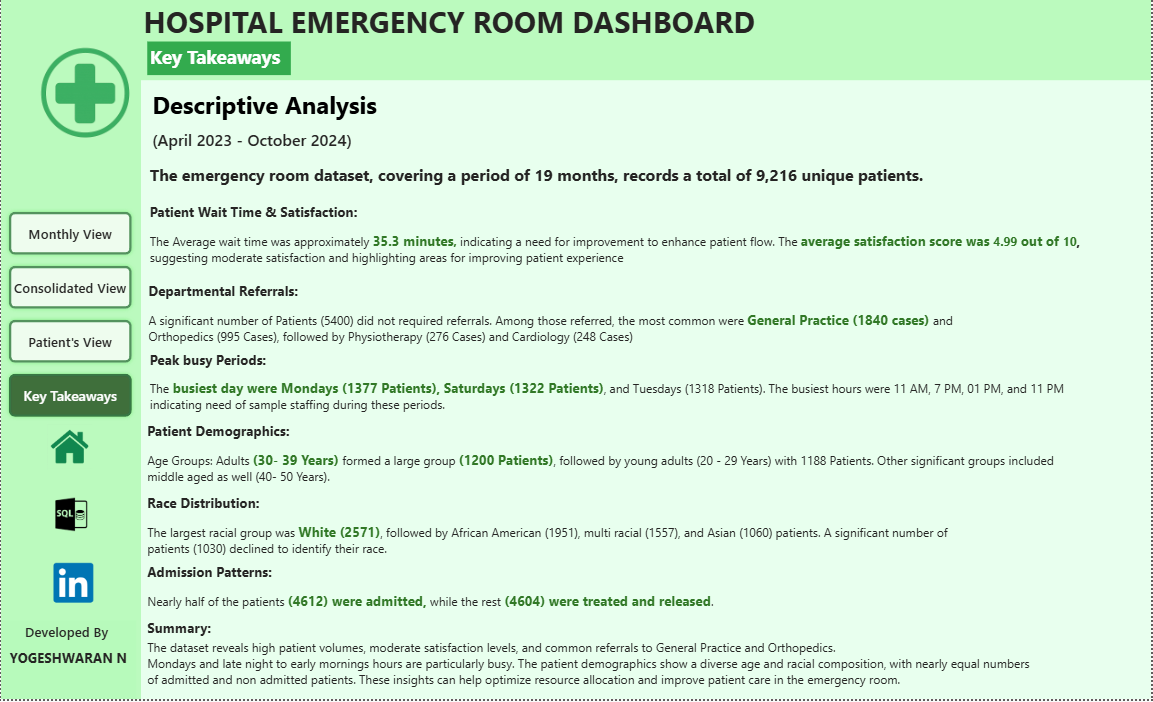 HOSPITAL EMERGENCY ROOM DASHBOARD
Key Takeaways
Descriptive Analysis
(April 2023 - October 2024)
The emergency room dataset, covering a period of 19 months, records a total of 9,216 unique patients.
Patient Wait Time & Satisfaction:
The Average wait time was approximately 35.3 minutes, indicating a need for improvement to enhance patient flow. The average satisfaction score was 4.99 out of 10,
suggesting moderate satisfaction and highlighting areas for improving patient experience
Departmental Referrals:
A significant number of Patients (5400) did not required referrals. Among those referred, the most common were General Practice (1840 cases) and
Orthopedics (995 Cases), followed by Physiotherapy (276 Cases) and Cardiology (248 Cases)
Peak busy Periods:
The busiest day were Mondays (1377 Patients), Saturdays (1322 Patients), and Tuesdays (1318 Patients). The busiest hours were 11 AM, 7 PM, 01 PM, and 11 PM
indicating need of sample staffing during these periods.
Patient Demographics:
Age Groups: Adults (30- 39 Years) formed a large group (1200 Patients), followed by young adults (20 - 29 Years) with 1188 Patients. Other significant groups included
middle aged as well (40- 50 Years).
Race Distribution:
The largest racial group was White (2571), followed by African American (1951), multi racial (1557), and Asian (1060) patients. A significant number of
patients (1030) declined to identify their race.
Admission Patterns:
Nearly half of the patients (4612) were admitted, while the rest (4604) were treated and released.
Summary:
The dataset reveals high patient volumes, moderate satisfaction levels, and common referrals to General Practice and Orthopedics.
Mondays and late night to early mornings hours are particularly busy. The patient demographics show a diverse age and racial composition, with nearly equal numbers
of admitted and non admitted patients. These insights can help optimize resource allocation and improve patient care in the emergency room.
Monthly View
Consolidated View
Patient's View
Key Takeaways
SQL
in
Developed By
YOGESHWARAN N